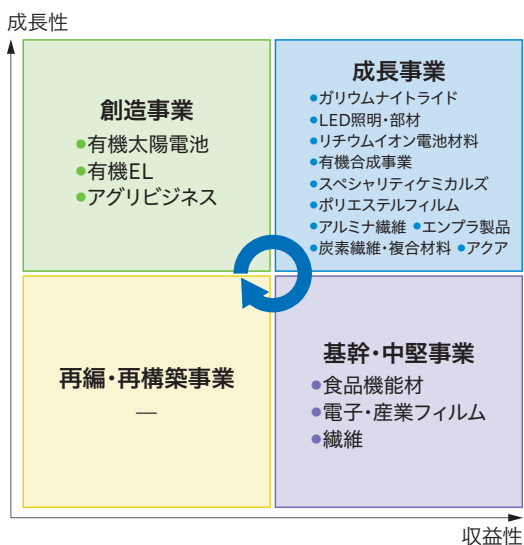 成長性
創造事業
●有機太陽電池
●有機EL
●アグリビジネス
成長事業
●ガリウムナイトライド
●LED照明・部材
●リチウムイオン電池材料
●有機合成事業
●スペシャリティケミカルズ
●ポリエステルフィルム
●アルミナ繊維 ●エンプラ製品
●炭素繊維・複合材料 ●アクア
再編・再構築事業
―
基幹・中堅事業
●食品機能材
●電子・産業フィルム
●繊維
収益性